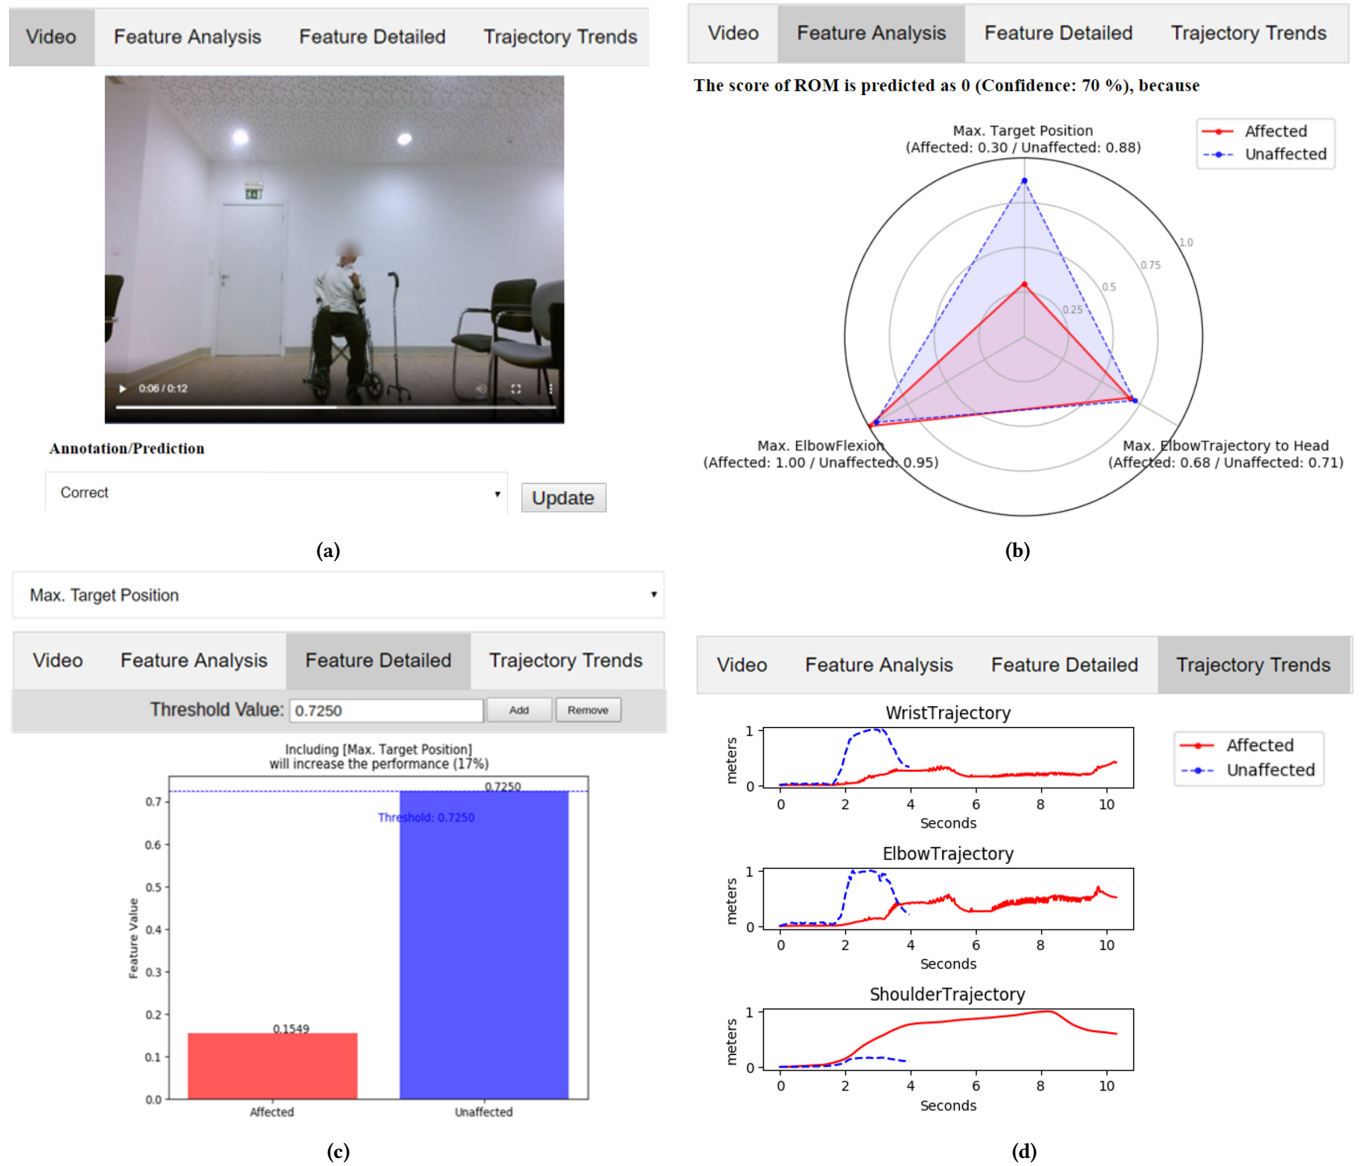 Video Feature Analysis Feature Detailed Trajectory Trends
0:06 / 0:12
Annotation/Prediction
Correct
Update
(a)
Video Feature Analysis Feature Detailed Trajectory Trends
The score of ROM is predicted as 0 (Confidence: 70 %), because
Affected
Unaffected
Max. Target Position
(Affected: 0.30 / Unaffected: 0.88)
1.0
0.75
0.5
0.25
Max. ElbowFlexion
(Affected: 1.00 / Unaffected: 0.95)
Max. ElbowTrajectory to Head
(Affected: 0.68 / Unaffected: 0.71)
(b)
Max. Target Position
Video Feature Analysis Feature Detailed Trajectory Trends
Threshold Value: 0.7250 Add Remove
Including [Max. Target Position]
will increase the performance (17%)
0.7250
Threshold: 0.7250
0.1549
Feature Value
0.7
0.6
0.5
0.4
0.3
0.2
0.1
0.0
Affected Unaffected
(c)
Video Feature Analysis Feature Detailed Trajectory Trends
Affected
Unaffected
WristTrajectory
meters
1
0
0 2 4 6 8 10
Seconds
ElbowTrajectory
meters
1
0
0 2 4 6 8 10
Seconds
ShoulderTrajectory
meters
1
0
0 2 4 6 8 10
Seconds
(d)